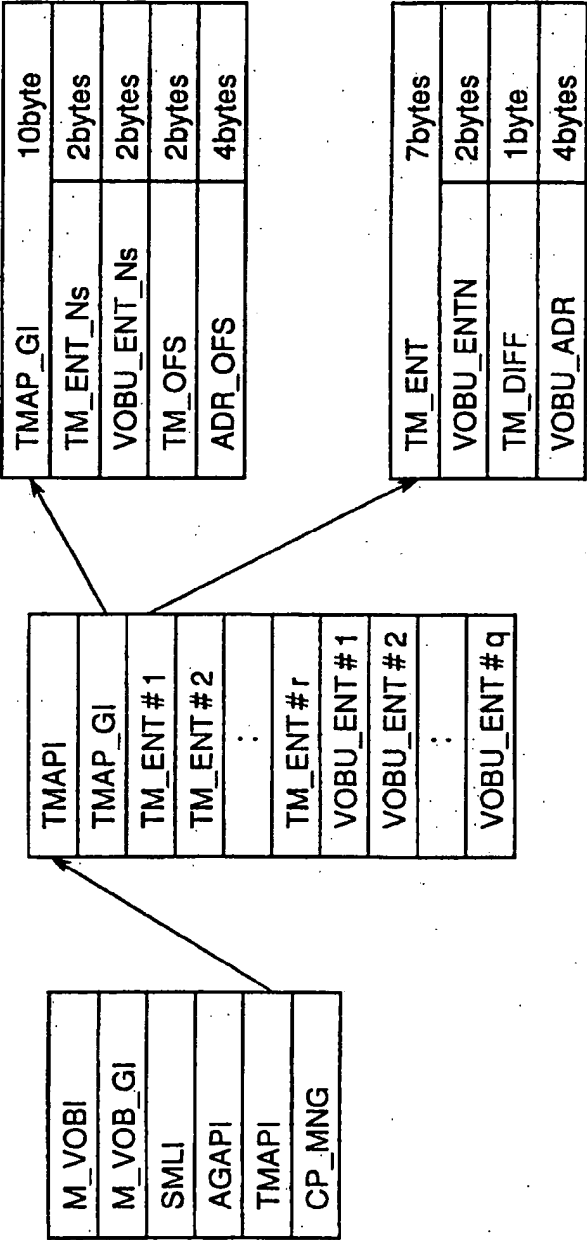 M_VOBI
M_VOB_GI
SMLI
AGAPI
TMAPI
CP_MNG
TMAPI
TMAP_GI
TM_ENT#1
TM_ENT#2
:
TM_ENT#r
VOBU_ENT#1
VOBU_ENT#2
:
VOBU_ENT#q
TMAP_GI 10byte
TM_ENT_Ns 2bytes
VOBU_ENT_Ns 2bytes
TM_OFS 2bytes
ADR_OFS 4bytes
TM_ENT 7bytes
VOBU_ENTN 2bytes
TM_DIFF 1byte
VOBU_ADR 4bytes